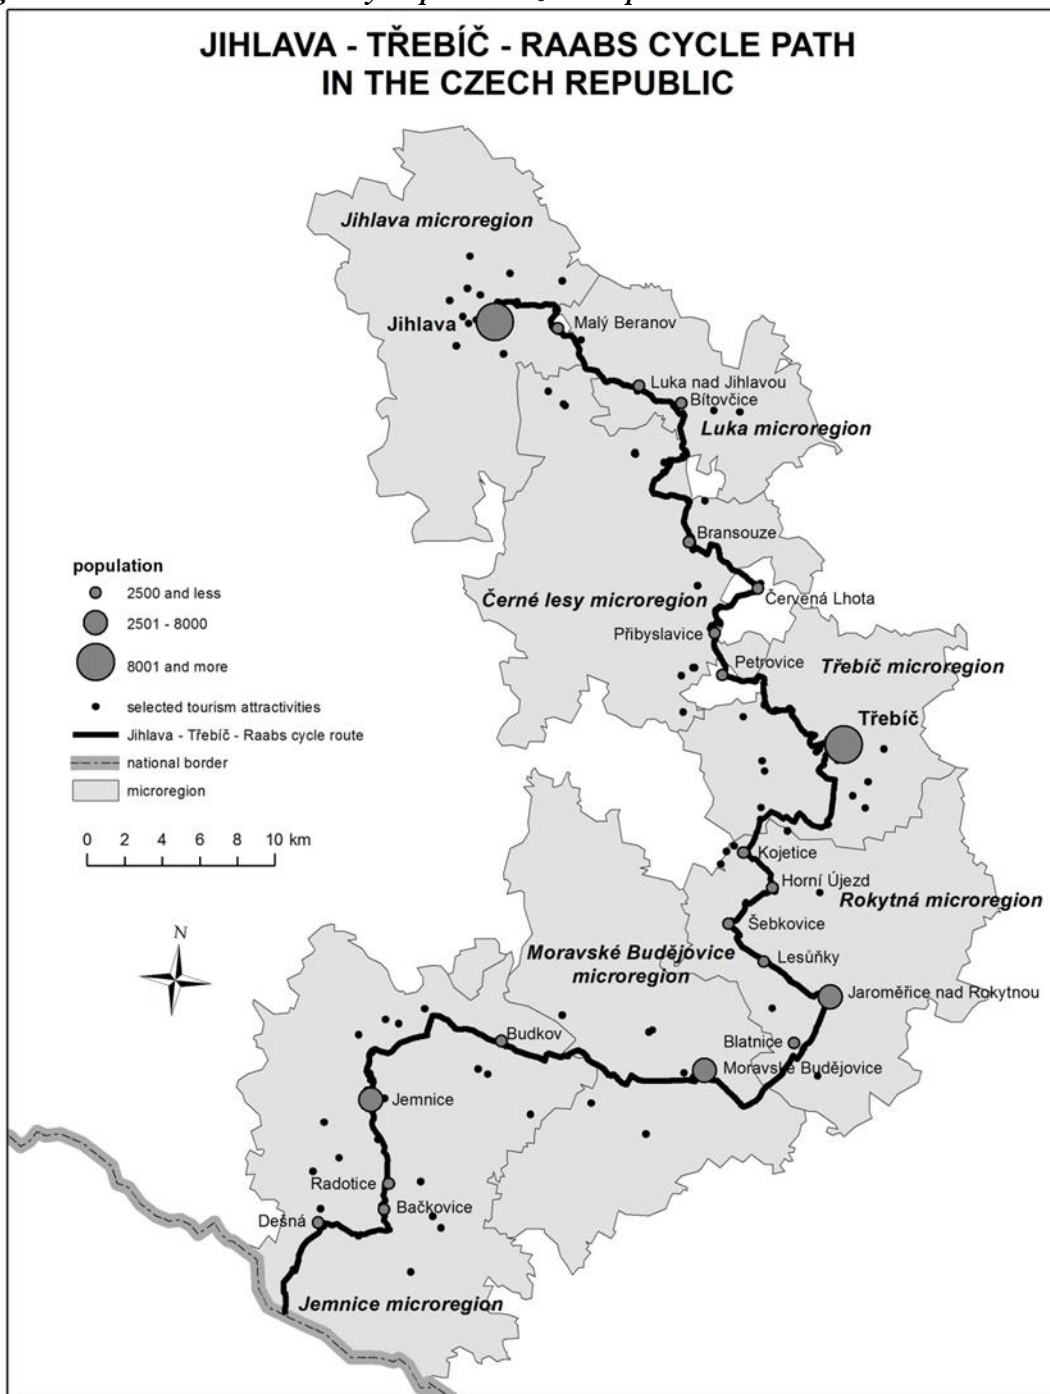 JIHLAVA - TŘEBÍČ - RAABS CYCLE PATH
IN THE CZECH REPUBLIC
Jihlava microregion
Jihlava
Malý Beranov
Luka nad Jihlavou
Bítovčice
Luka microregion
Bransouze
population
2500 and less
2501 - 8000
8001 and more
selected tourism attractivities
Jihlava - Třebíč - Raabs cycle route
national border
microregion
0 2 4 6 8 10 km
Černé lesy microregion
Červená Lhota
Přibyslavice
Petrovice
Třebíč microregion
Třebíč
Kojetice
Horní Újezd
Rokytná microregion
Šebkovice
N
Moravské Budějovice
microregion
Lesůňky
Jaroměřice nad Rokytnou
Budkov
Blatnice
Moravské Budějovice
Jemnice
Radotice
Bačkovice
Dešná
Jemnice microregion